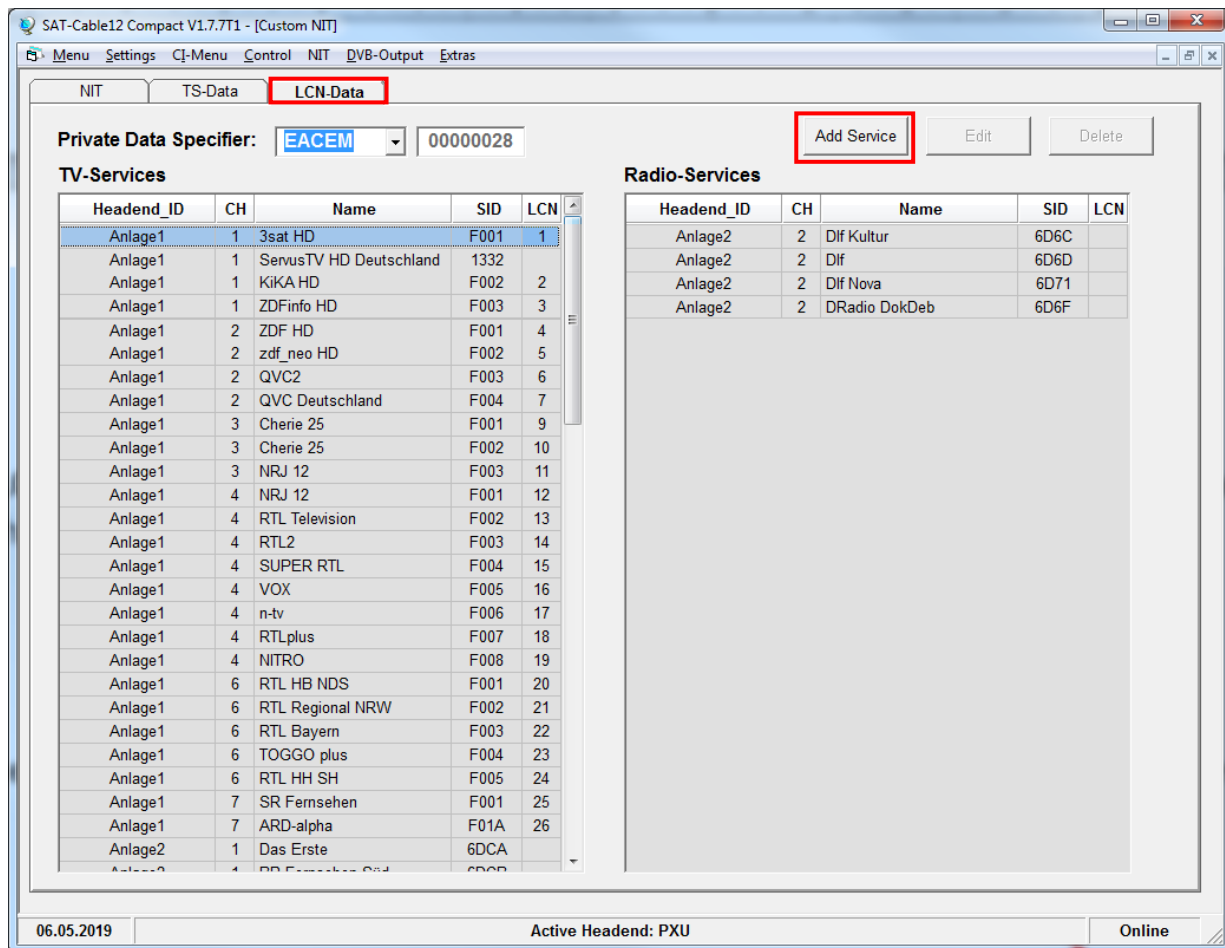 SAT-Cable12 Compact V1.7.7T1 - [Custom NIT]
Menu Settings CI-Menu Control NIT DVB-Output Extras
NIT TS-Data LCN-Data
Private Data Specifier: EACEM 00000028 Add Service Edit Delete
TV-Services Radio-Services
Headend_ID CH Name SID LCN Headend_ID CH Name SID LCN
Anlage1 1 3sat HD F001 1 Anlage2 2 Dlf Kultur 6D6C
Anlage1 1 ServusTV HD Deutschland 1332 Anlage2 2 Dlf 6D6D
Anlage1 1 KiKA HD F002 2 Anlage2 2 Dlf Nova 6D71
Anlage1 1 ZDFinfo HD F003 3 Anlage2 2 DRadio DokDeb 6D6F
Anlage1 2 ZDF HD F001 4
Anlage1 2 zdf_neo HD F002 5
Anlage1 2 QVC2 F003 6
Anlage1 2 QVC Deutschland F004 7
Anlage1 3 Cherie 25 F001 9
Anlage1 3 Cherie 25 F002 10
Anlage1 3 NRJ 12 F003 11
Anlage1 4 NRJ 12 F001 12
Anlage1 4 RTL Television F002 13
Anlage1 4 RTL2 F003 14
Anlage1 4 SUPER RTL F004 15
Anlage1 4 VOX F005 16
Anlage1 4 n-tv F006 17
Anlage1 4 RTLplus F007 18
Anlage1 4 NITRO F008 19
Anlage1 6 RTL HB NDS F001 20
Anlage1 6 RTL Regional NRW F002 21
Anlage1 6 RTL Bayern F003 22
Anlage1 6 TOGGO plus F004 23
Anlage1 6 RTL HH SH F005 24
Anlage1 7 SR Fernsehen F001 25
Anlage1 7 ARD-alpha F01A 26
Anlage2 1 Das Erste 6DCA
06.05.2019 Active Headend: PXU Online